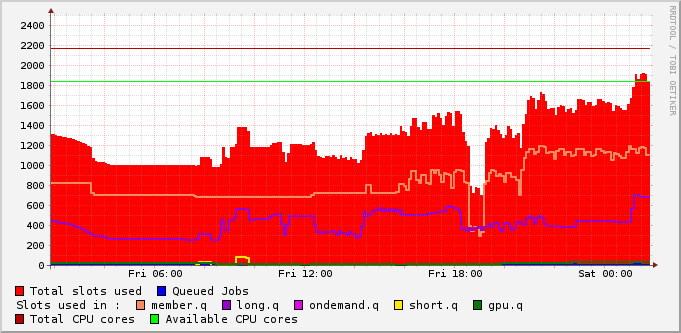 RRDTOOL / TOBI OETIKER
2400
2200
2000
1800
1600
1400
1200
1000
800
600
400
200
0
Fri 06:00 Fri 12:00 Fri 18:00 Sat 00:00
Total slots used Queued Jobs
Slots used in : member.q long.q ondemand.q short.q gpu.q
Total CPU cores Available CPU cores